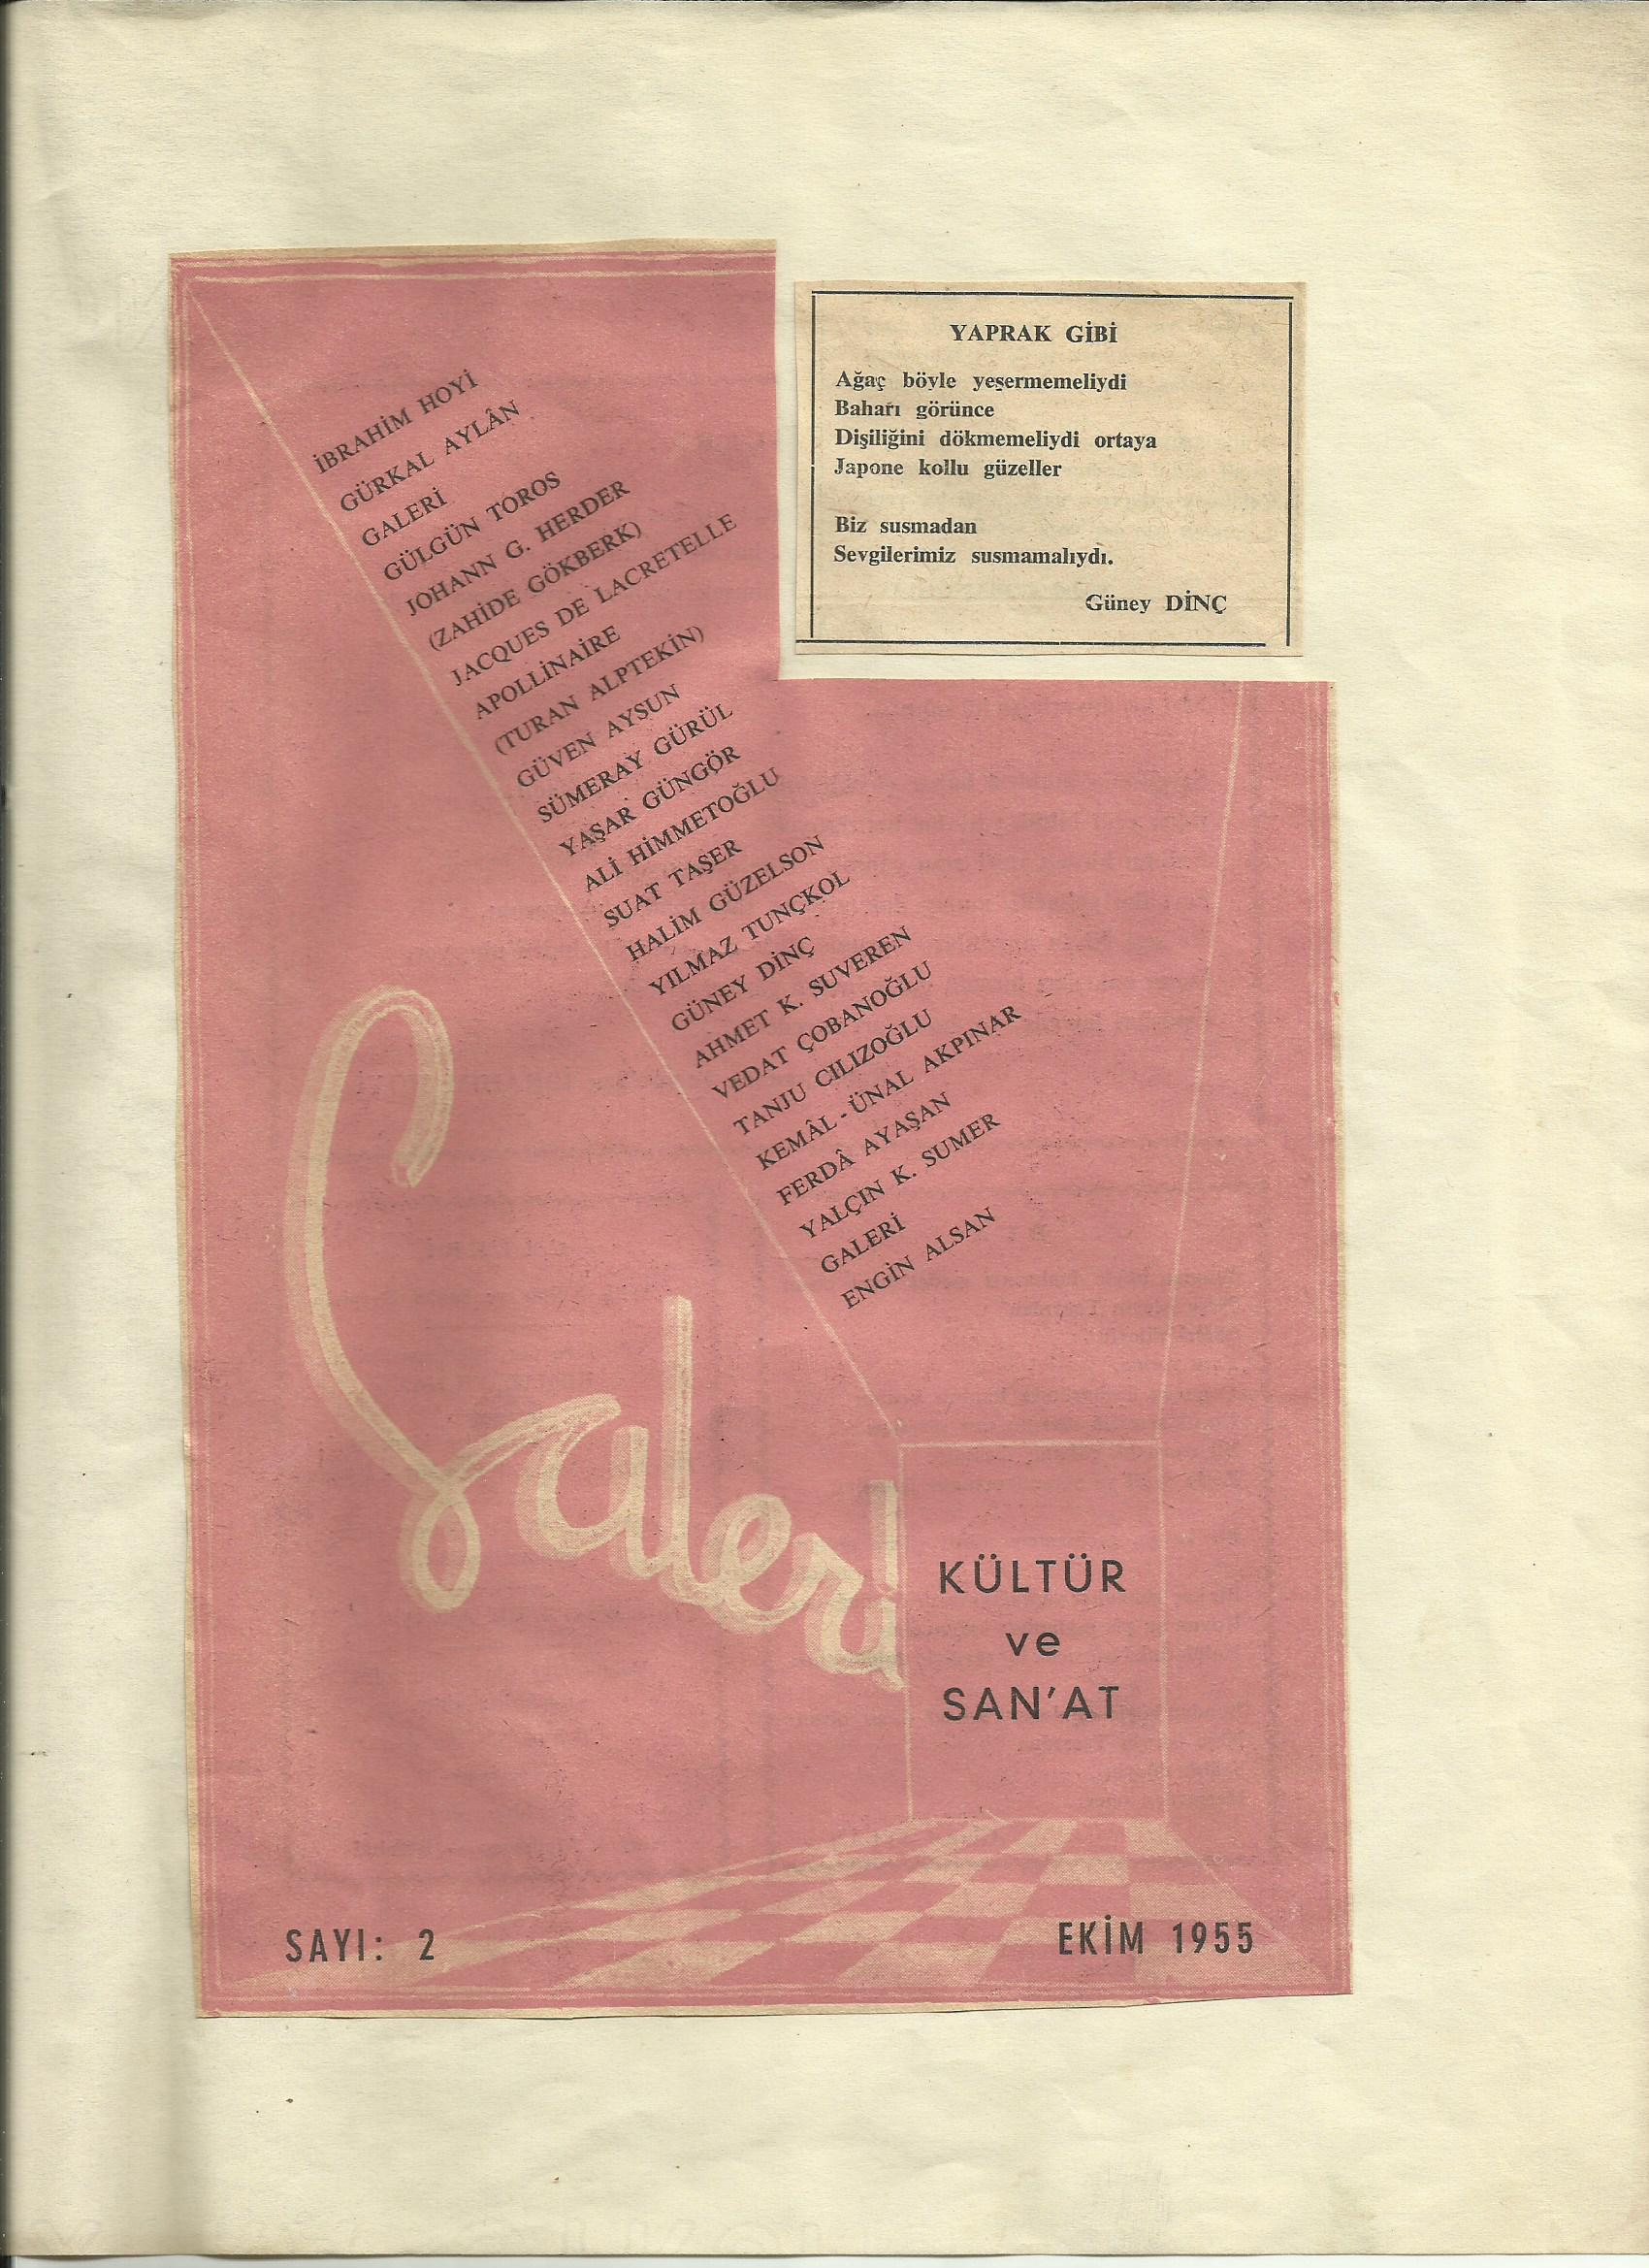 YAPRAK GİBİ
Ağaç böyle yeşermemeliydi
Baharı görünce
Dişiliğini dökmemeliydi ortaya
Japone kollu güzeller
Biz susmadan
Sevgilerimiz susmamalıydı.
Güney DİNÇ
İBRAHİM HOYİ
GÜRKAL AYLÂN
GALERİ
GÜLGÜN TOROS
JOHANN G. HERDER
(ZAHİDE GÖKBERK)
JACQUES DE LACRETELLE
APOLLİNAİRE
(TURAN ALPTEKİN)
GÜVEN AYSUN
SÜMERAY GÜRÜL
YAŞAR GÜNGÖR
ALİ HİMMETOĞLU
SUAT TAŞER
HALİM GÜZELSON
YILMAZ TUNÇKOL
GÜNEY DİNÇ
AHMET K. SUVEREN
VEDAT ÇOBANOĞLU
TANJU CILIZOĞLU
KEMÂL - ÜNAL AKPINAR
FERDÂ AYAŞAN
YALÇIN K. SUMER
GALERİ
ENGİN ALSAN
Galeri
KÜLTÜR
ve
SAN'AT
SAYI: 2
EKİM 1955